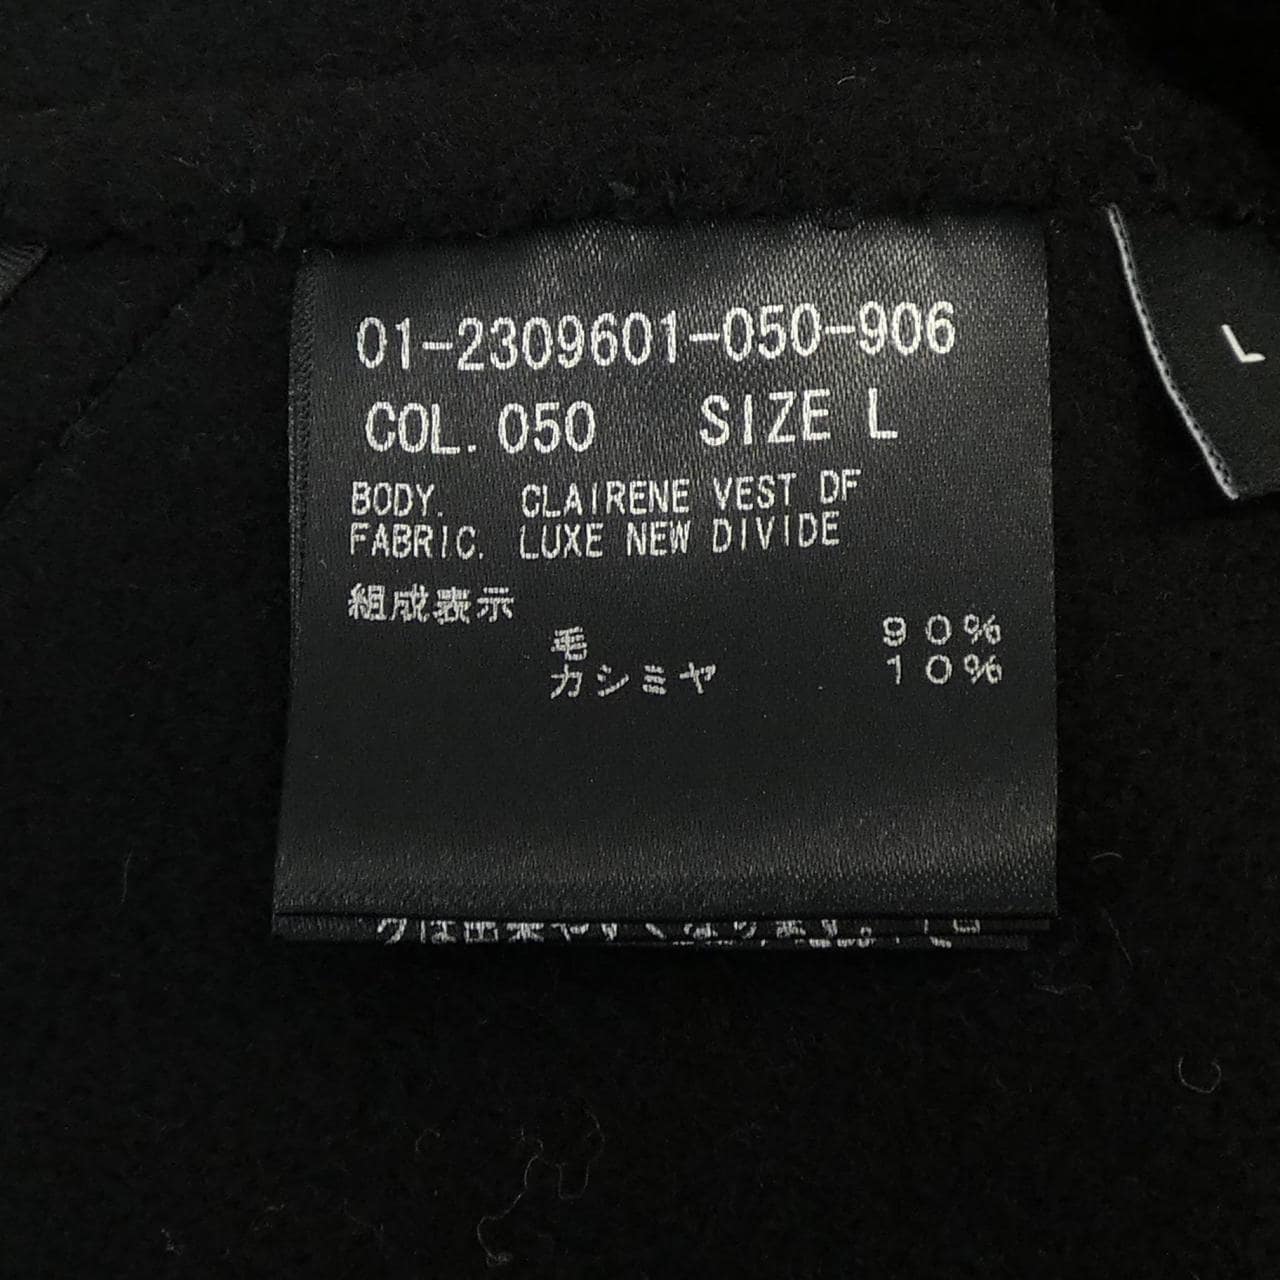 01-2309601-050-906
COL. 050 SIZE L
BODY. CLAIRENE VEST DF
FABRIC. LUXE NEW DIVIDE
組成表示
毛 90%
カシミヤ 10%
L